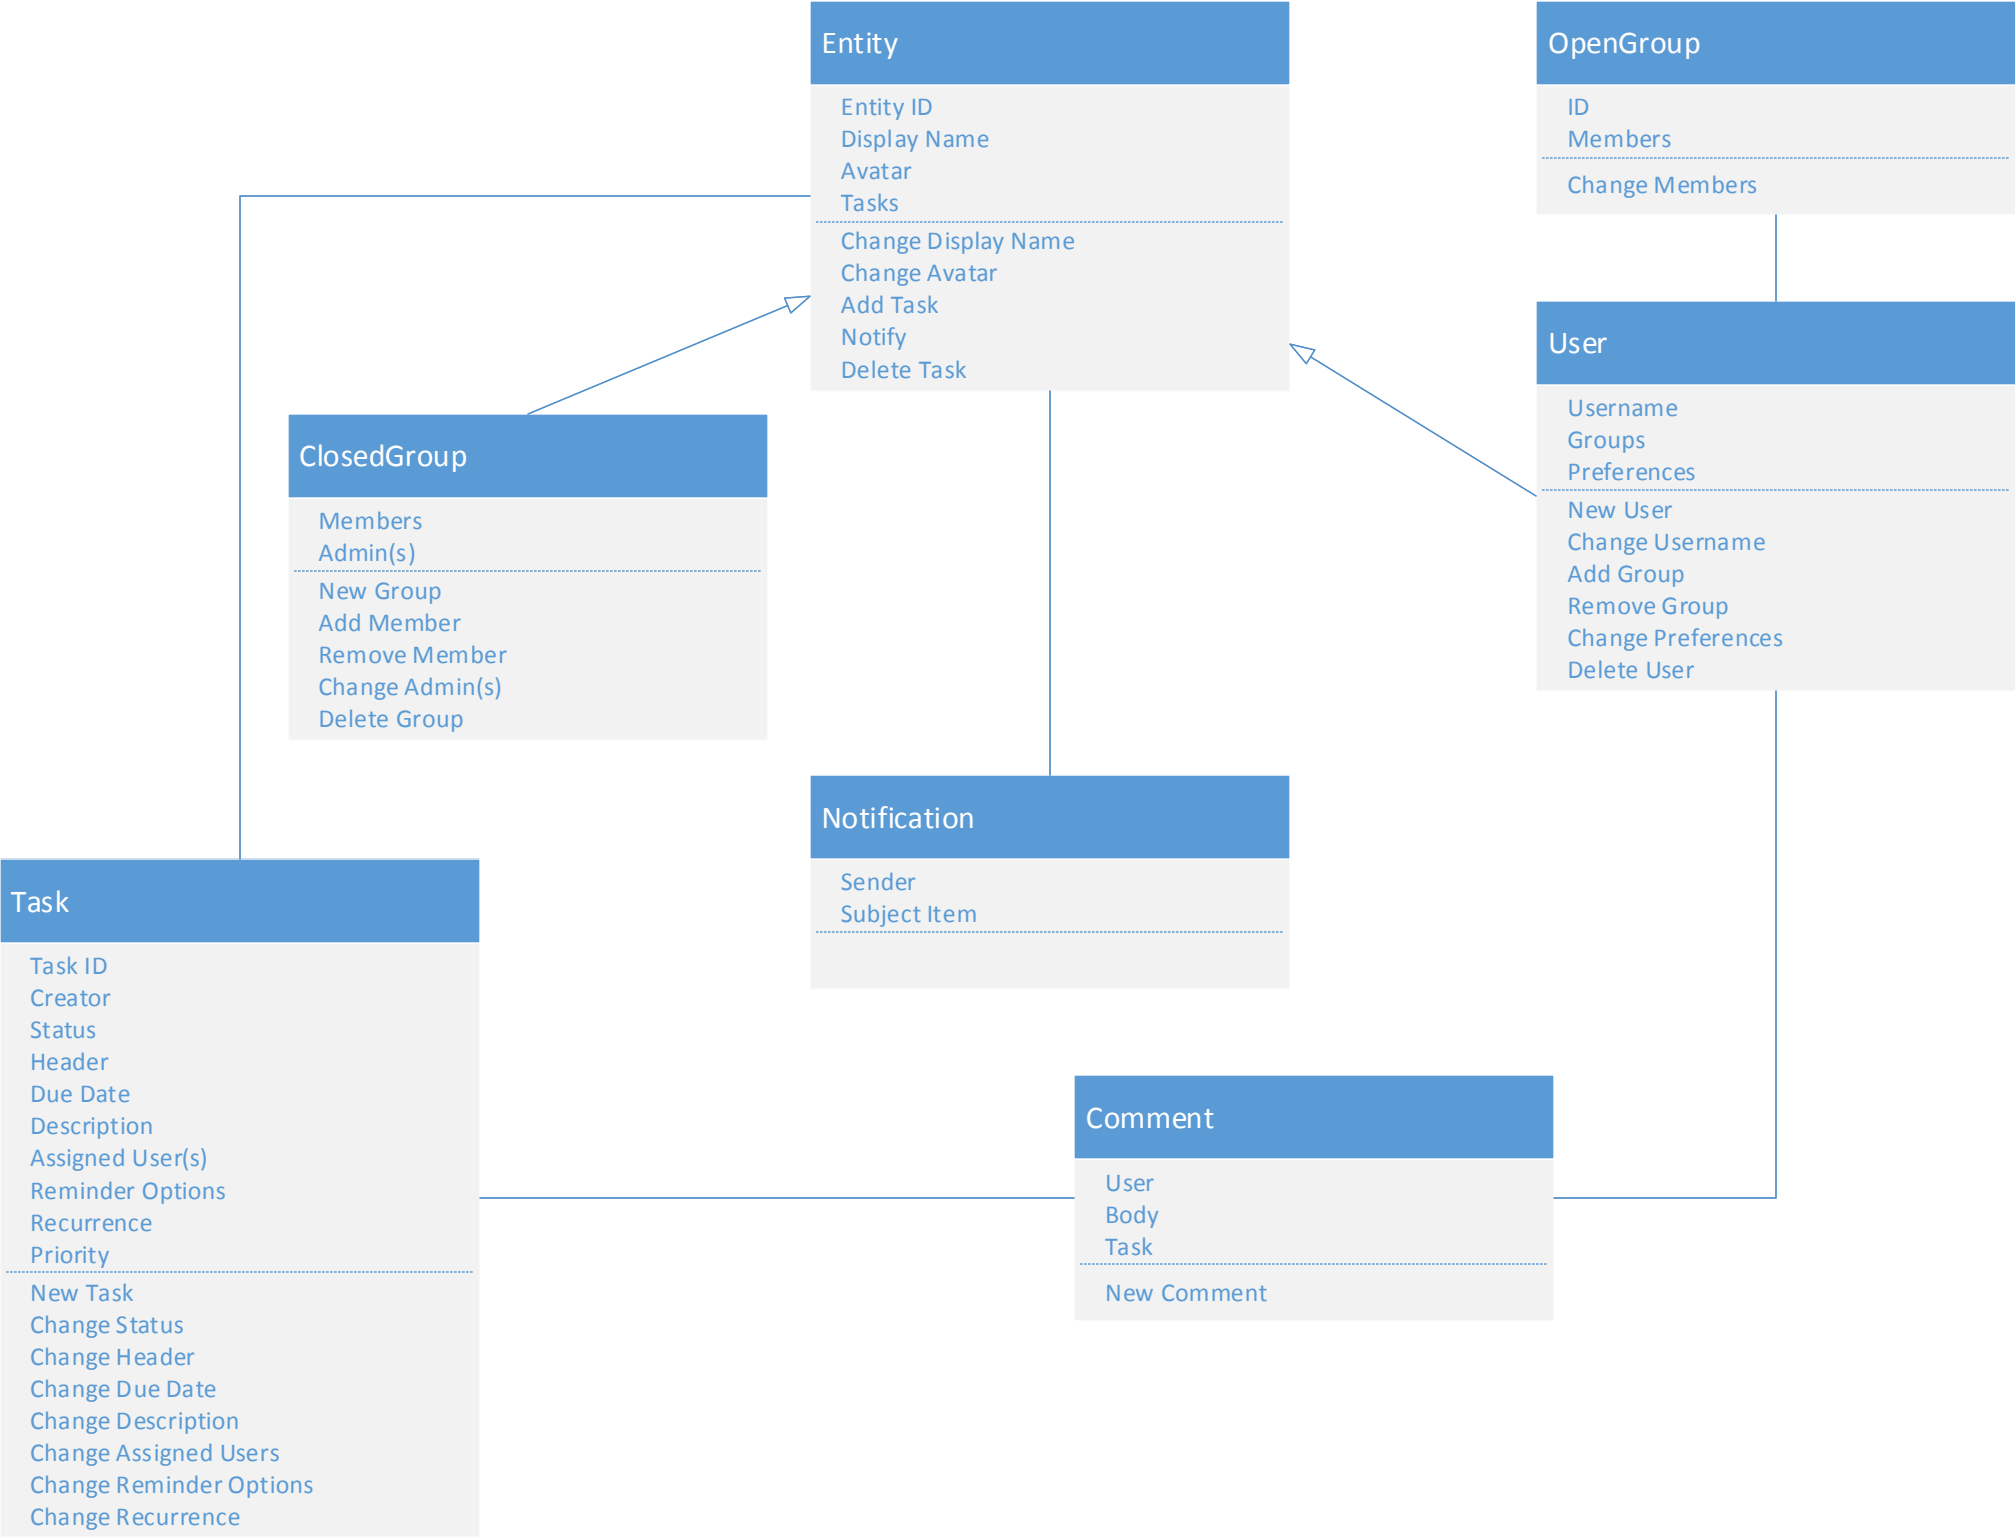 Entity
Entity ID
Display Name
Avatar
Tasks
Change Display Name
Change Avatar
Add Task
Notify
Delete Task
OpenGroup
ID
Members
Change Members
User
Username
Groups
Preferences
New User
Change Username
Add Group
Remove Group
Change Preferences
Delete User
ClosedGroup
Members
Admin(s)
New Group
Add Member
Remove Member
Change Admin(s)
Delete Group
Notification
Sender
Subject Item
Task
Task ID
Creator
Status
Header
Due Date
Description
Assigned User(s)
Reminder Options
Recurrence
Priority
New Task
Change Status
Change Header
Change Due Date
Change Description
Change Assigned Users
Change Reminder Options
Change Recurrence
Comment
User
Body
Task
New Comment